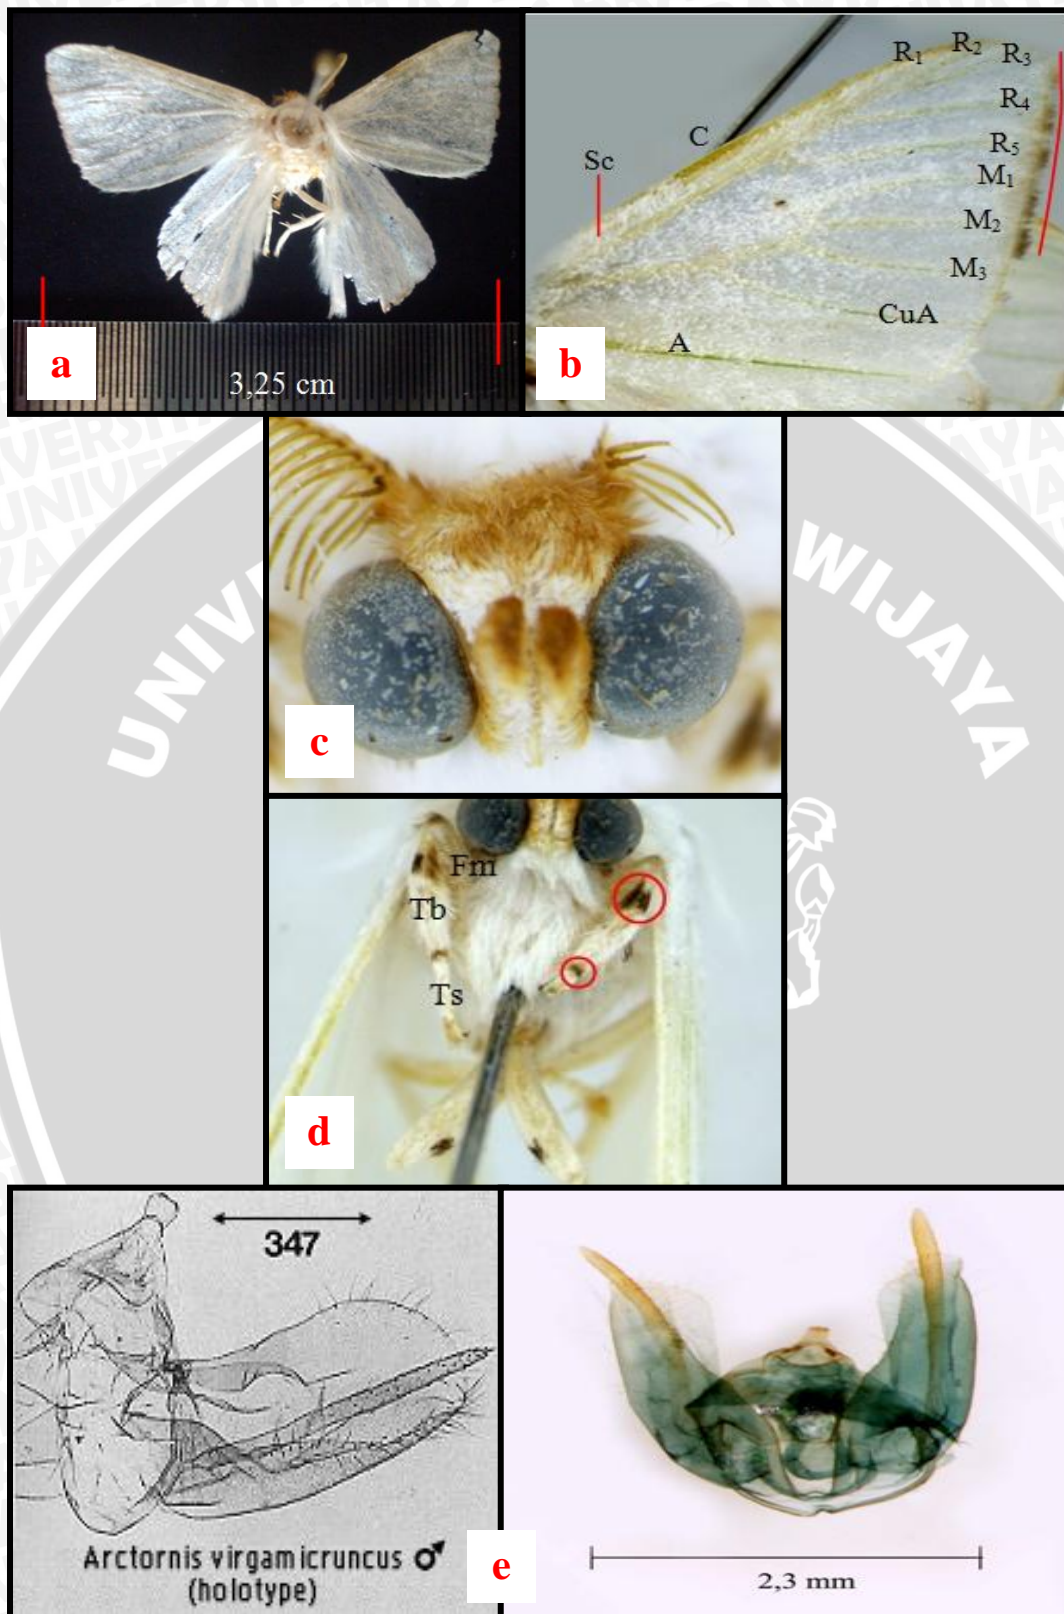 a
3,25 cm
b
Sc
C
R1
R2
R3
R4
R5
M1
M2
M3
CuA
A
UNIV
WIJAYA
c
Fm
Tb
Ts
d
347
Arctornis virgamicruncus ♂
(holotype)
e
2,3 mm